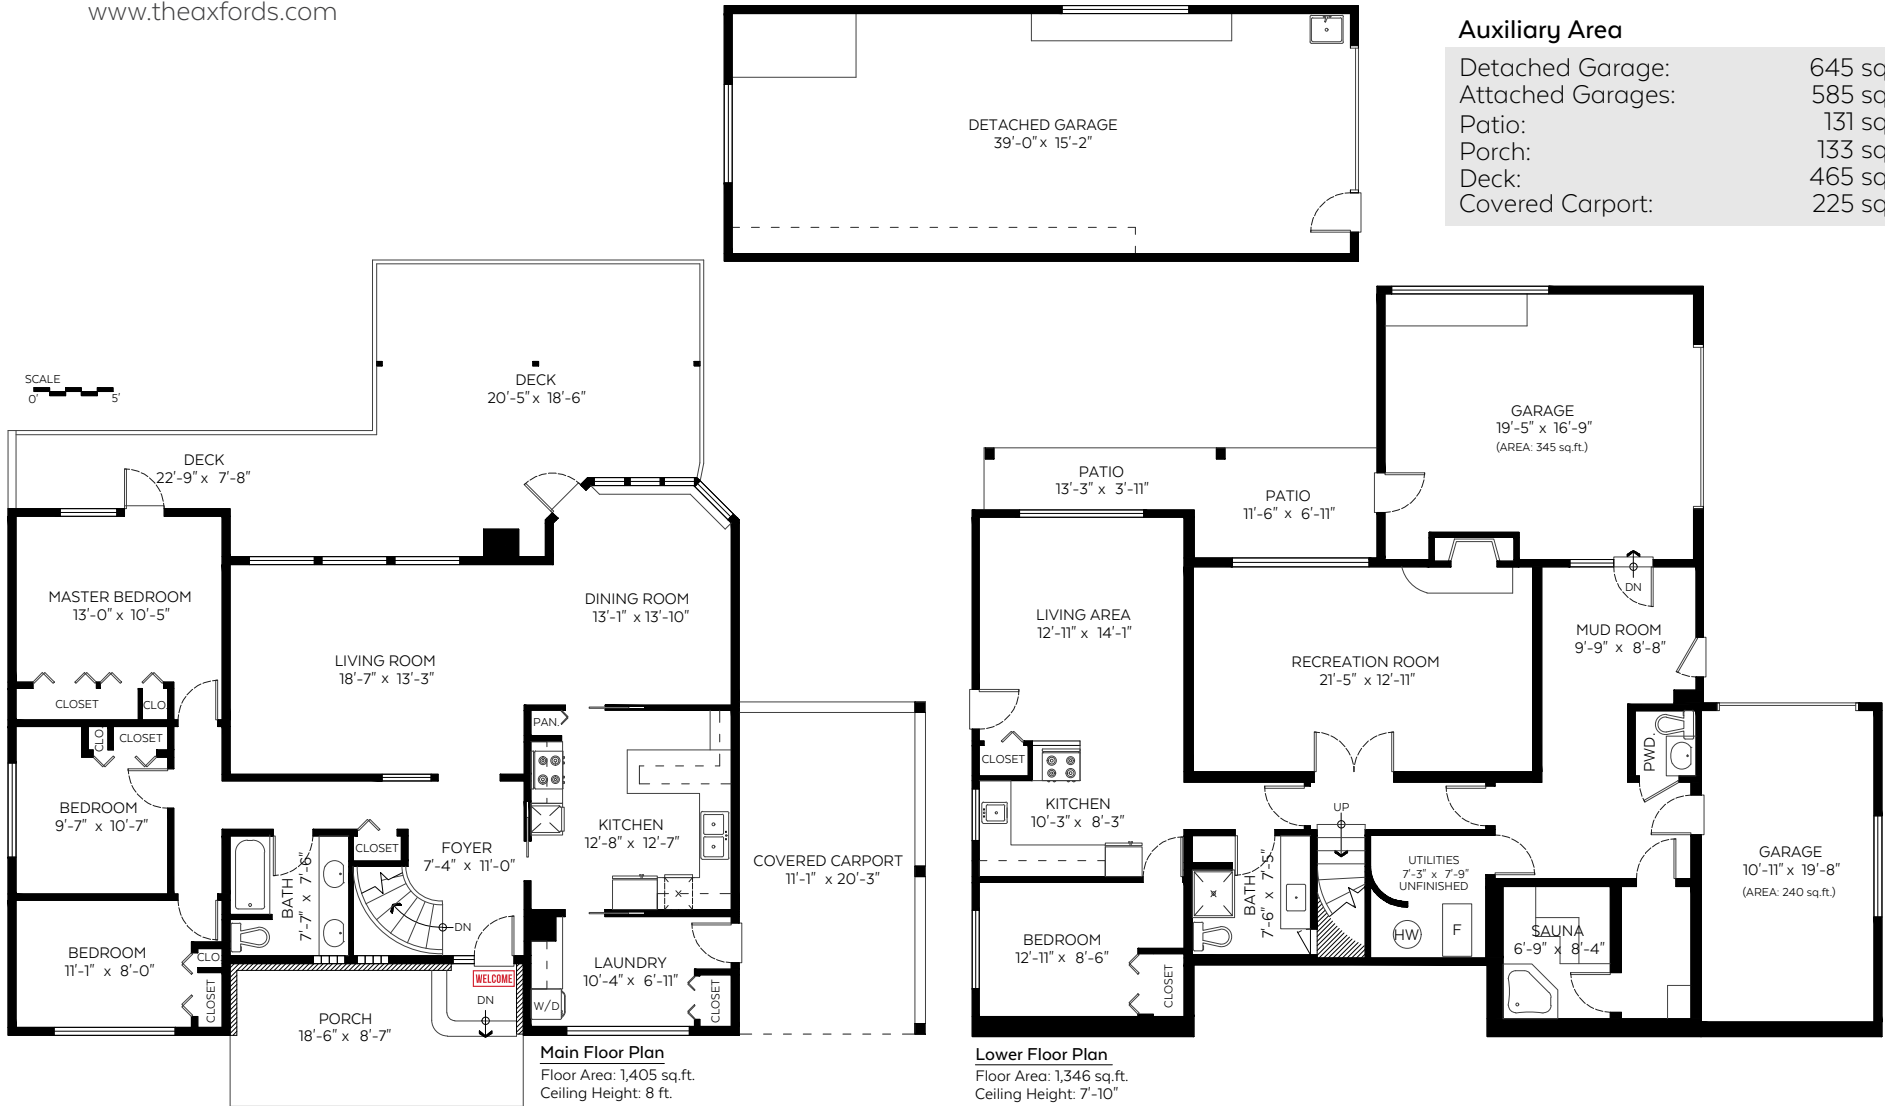 www.theaxfords.com
Auxiliary Area
Detached Garage: 645 sq
Attached Garages: 585 sq
Patio: 131 sq
Porch: 133 sq
Deck: 465 sq
Covered Carport: 225 sq
DETACHED GARAGE
39'-0" x 15'-2"
SCALE
0' 5'
DECK
20'-5" x 18'-6"
DECK
22'-9" x 7'-8"
MASTER BEDROOM
13'-0" x 10'-5"
CLOSET
CLO.
LIVING ROOM
18'-7" x 13'-3"
DINING ROOM
13'-1" x 13'-10"
CLO
CLOSET
BEDROOM
9'-7" x 10'-7"
PAN.
KITCHEN
12'-8" x 12'-7"
FOYER
7'-4" x 11'-0"
CLOSET
BATH
7'-7" x 7'-6"
DN
COVERED CARPORT
11'-1" x 20'-3"
BEDROOM
11'-1" x 8'-0"
CLO.
CLOSET
WELCOME
DN
PORCH
18'-6" x 8'-7"
LAUNDRY
10'-4" x 6'-11"
W/D
CLOSET
Main Floor Plan
Floor Area: 1,405 sq.ft.
Ceiling Height: 8 ft.
GARAGE
19'-5" x 16'-9"
(AREA: 345 sq.ft.)
PATIO
13'-3" x 3'-11"
PATIO
11'-6" x 6'-11"
DN
LIVING AREA
12'-11" x 14'-1"
RECREATION ROOM
21'-5" x 12'-11"
MUD ROOM
9'-9" x 8'-8"
CLOSET
PWD.
KITCHEN
10'-3" x 8'-3"
UP
UTILITIES
7'-3" x 7'-9"
UNFINISHED
GARAGE
10'-11" x 19'-8"
(AREA: 240 sq.ft.)
BATH
7'-6" x 7'-5"
HW
F
SAUNA
6'-9" x 8'-4"
BEDROOM
12'-11" x 8'-6"
CLOSET
Lower Floor Plan
Floor Area: 1,346 sq.ft.
Ceiling Height: 7'-10"